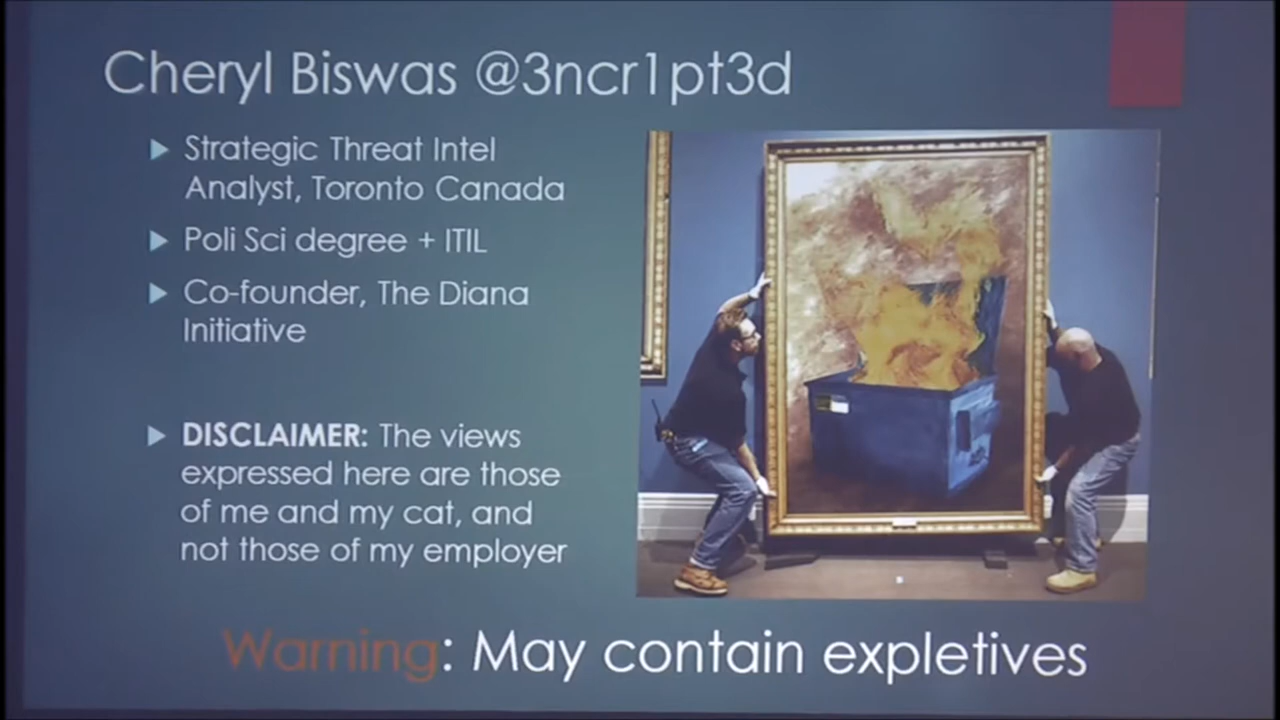 Cheryl Biswas @3ncr1pt3d
Strategic Threat Intel
Analyst, Toronto Canada
Poli Sci degree + ITIL
Co-founder, The Diana
Initiative
DISCLAIMER: The views
expressed here are those
of me and my cat, and
not those of my employer
Warning: May contain expletives